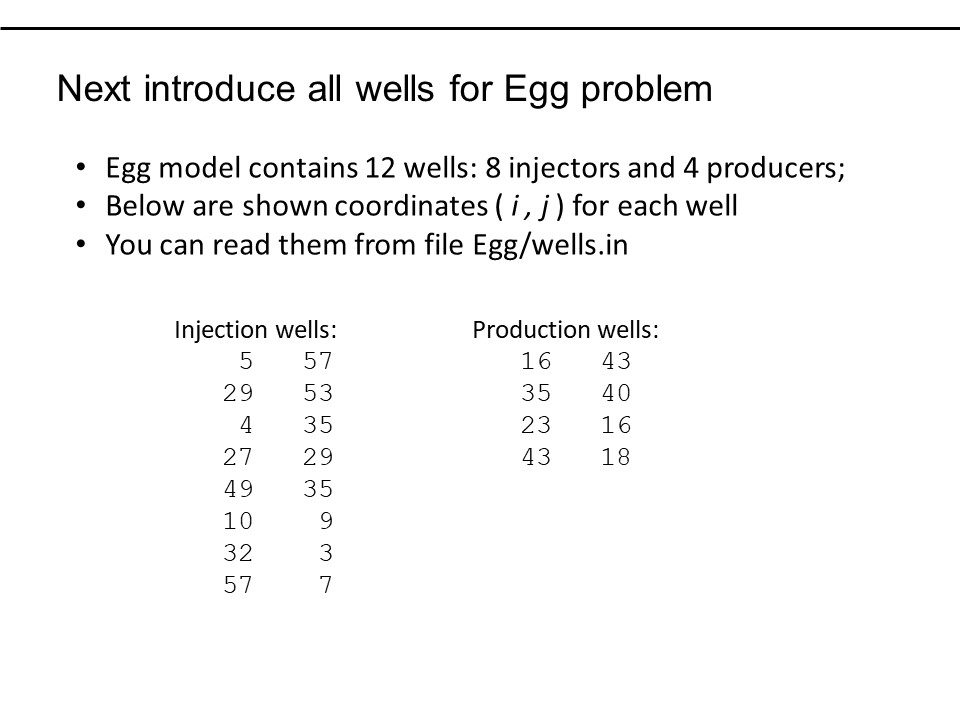 Next introduce all wells for Egg problem
• Egg model contains 12 wells: 8 injectors and 4 producers;
• Below are shown coordinates ( i , j ) for each well
• You can read them from file Egg/wells.in
Injection wells:
5 57
29 53
4 35
27 29
49 35
10 9
32 3
57 7
Production wells:
16 43
35 40
23 16
43 18